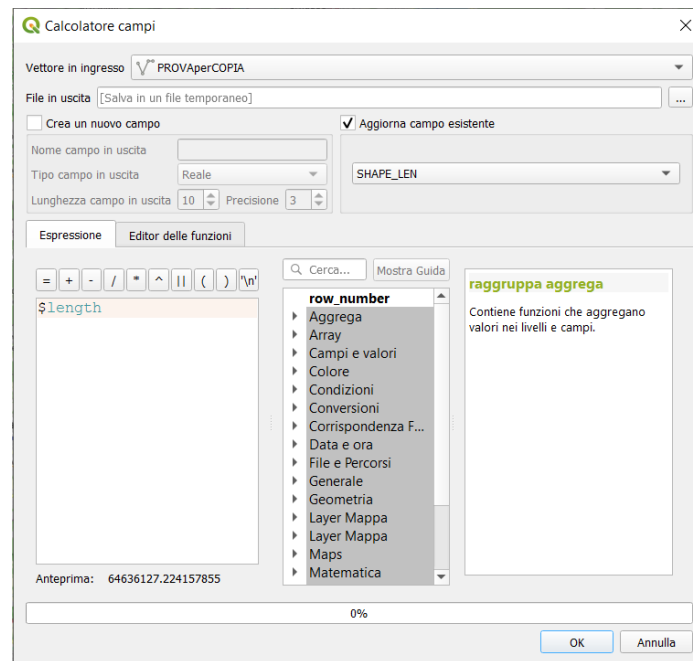 Calcolatore campi
Vettore in ingresso PROVAperCOPIA
File in uscita [Salva in un file temporaneo] ...
Crea un nuovo campo
Aggiorna campo esistente
Nome campo in uscita
Tipo campo in uscita Reale
Lunghezza campo in uscita 10 Precisione 3
SHAPE_LEN
Espressione Editor delle funzioni
= + - / * ^ || ( ) '\n'
$length
Anteprima: 64636127.224157855
Cerca... Mostra Guida
row_number
Aggrega
Array
Campi e valori
Colore
Condizioni
Conversioni
Corrispondenza F...
Data e ora
File e Percorsi
Generale
Geometria
Layer Mappa
Layer Mappa
Maps
Matematica
raggruppa aggrega
Contiene funzioni che aggregano
valori nei livelli e campi.
0%
OK Annulla